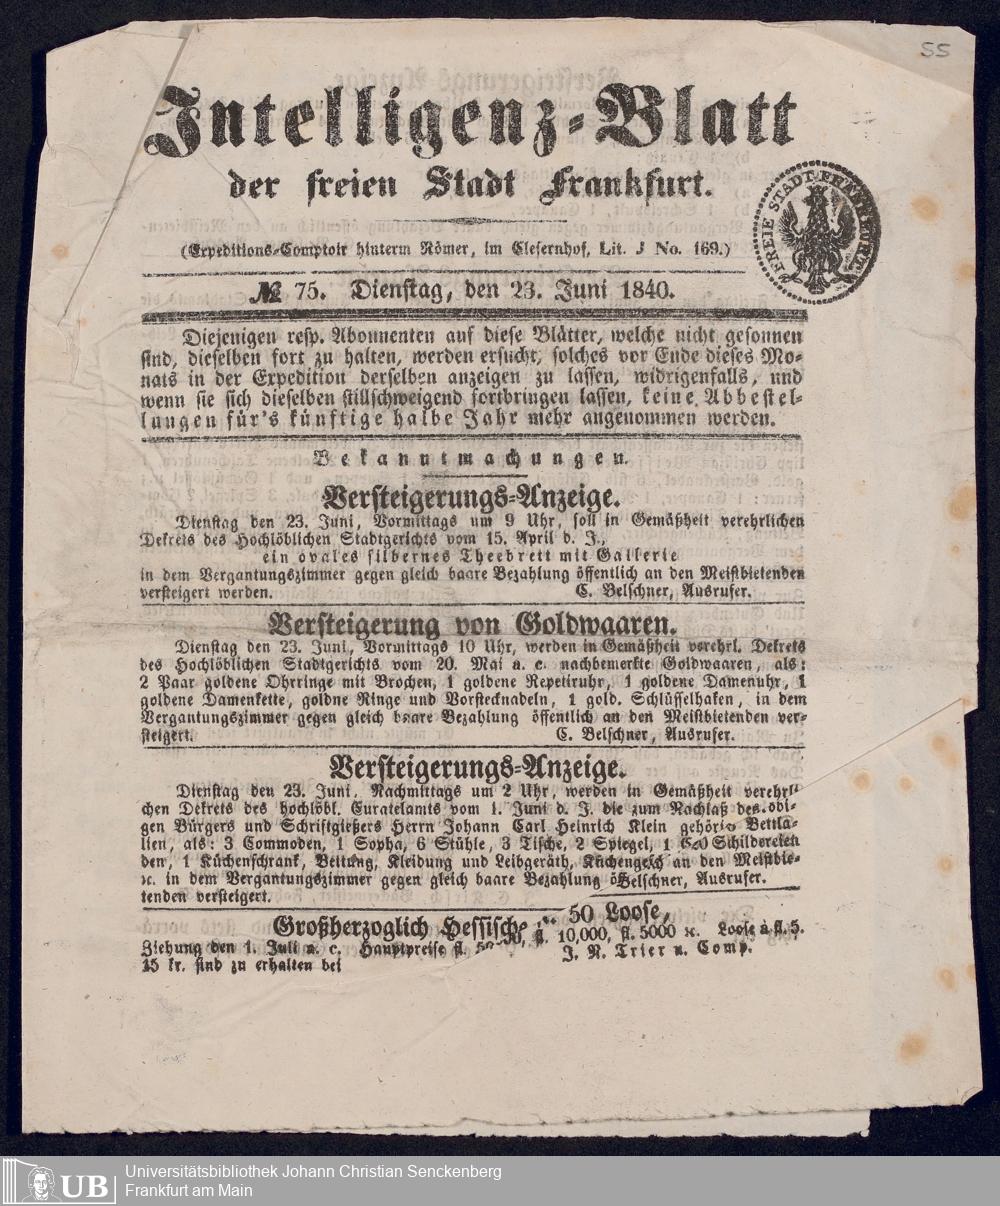 55
Intelligenz-Blatt
der freien Stadt Frankfurt.
FREIE STADT FRANKFURT
(Expeditions-Comptoir hinterm Römer, im Clesernhof, Lit. J No. 169.)
№ 75. Dienstag, den 23. Juni 1840.
Diejenigen resp. Abonnenten auf diese Blätter, welche nicht gesonnen
sind, dieselben fort zu halten, werden ersucht, solches vor Ende dieses Mo-
nats in der Expedition derselben anzeigen zu lassen, widrigenfalls, und
wenn sie sich dieselben stillschweigend fortbringen lassen, keine Abbestel-
lungen für's künftige halbe Jahr mehr angenommen werden.
Bekanntmachungen.
Versteigerungs-Anzeige.
Dienstag den 23. Juni, Vormittags um 9 Uhr, soll in Gemäßheit verehrlichen
Dekrets des Hochlöblichen Stadtgerichts vom 15. April d. J.,
ein ovales silbernes Theebrett mit Gallerie
in dem Vergantungszimmer gegen gleich baare Bezahlung öffentlich an den Meistbietenden
versteigert werden. C. Belschner, Ausrufer.
Versteigerung von Goldwaaren.
Dienstag den 23. Juni, Vormittags 10 Uhr, werden in Gemäßheit verehrl. Dekrets
des Hochlöblichen Stadtgerichts vom 20. Mai a. c. nachbemerkte Goldwaaren, als:
2 Paar goldene Ohrringe mit Brochen, 1 goldene Repetiruhr, 1 goldene Damenuhr, 1
goldene Damenkette, goldne Ringe und Vorstecknadeln, 1 gold. Schlüsselhaken, in dem
Vergantungszimmer gegen gleich baare Bezahlung öffentlich an den Meistbietenden ver-
steigert. C. Belschner, Ausrufer.
Versteigerungs-Anzeige.
Dienstag den 23. Juni, Nachmittags um 2 Uhr, werden in Gemäßheit verehrl-
chen Dekrets des hochlöbl. Curatelamts vom 1. Juni d. J. die zum Nachlaß des obi-
gen Bürgers und Schriftgießers Herrn Johann Carl Heinrich Klein gehörig Bettla-
lien, als: 3 Commoden, 1 Sopha, 6 Stühle, 3 Tische, 2 Spiegel, 1 Schildereien
den, 1 Küchenschrank, Bettung, Kleidung und Leibgeräth, Küchengesch an den Meistbie-
ꝛc. in dem Vergantungszimmer gegen gleich baare Bezahlung ö Belschner, Ausrufer.
tenden versteigert.
Großherzoglich Hessische 50 Loose,
Ziehung den 1. Juli a. c. Hauptpreise fl. 10,000, fl. 5000 ꝛc. Loose à fl. 5.
15 kr. sind zu erhalten bei J. N. Trier u. Comp.
UB
Universitätsbibliothek Johann Christian Senckenberg
Frankfurt am Main